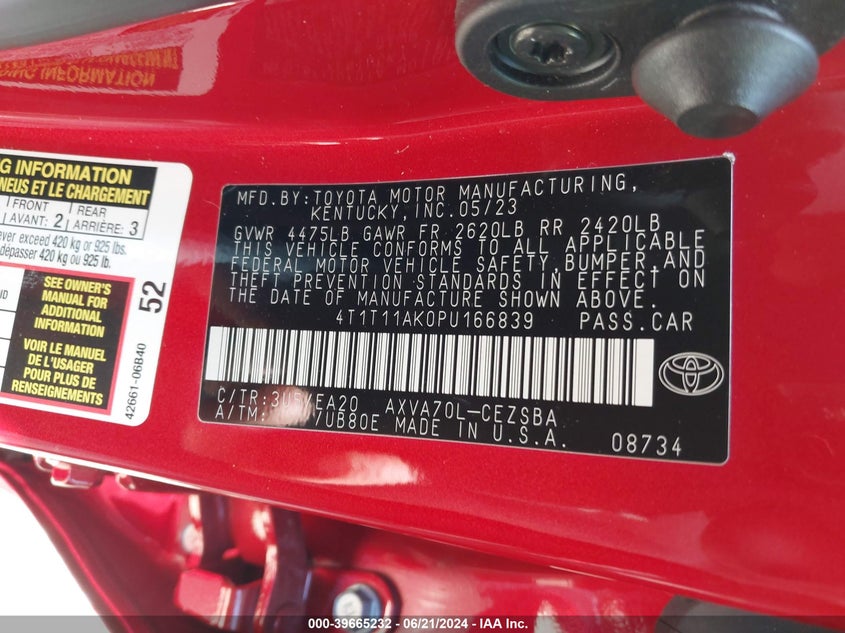 RING INFORMATION
G INFORMATION
NEUS ET LE CHARGEMENT
FRONT REAR
AVANT: 2 ARRIÈRE: 3
ever exceed 420 kg or 925 lbs.
dépasser 420 kg ou 925 lb.
SEE OWNER'S
MANUAL FOR
ADDITIONAL
INFORMATION
VOIR LE MANUEL
DE L'USAGER
POUR PLUS DE
RENSEIGNEMENTS
52
42661-06B40
MFD.BY:TOYOTA MOTOR MANUFACTURING,
KENTUCKY,INC.05/23
GVWR 4475LB GAWR FR 2620LB RR 2420LB
THIS VEHICLE CONFORMS TO ALL APPLICABLE
FEDERAL MOTOR VEHICLE SAFETY,BUMPER,AND
THEFT PREVENTION STANDARDS IN EFFECT ON
THE DATE OF MANUFACTURE SHOWN ABOVE.
4T1T11AK0PU166839 PASS.CAR
C/TR:3U5/EA20 AXVA70L-CEZSBA
A/TM: /UB80E MADE IN U.S.A.
08734
000-39665232 - 06/21/2024 - IAA Inc.